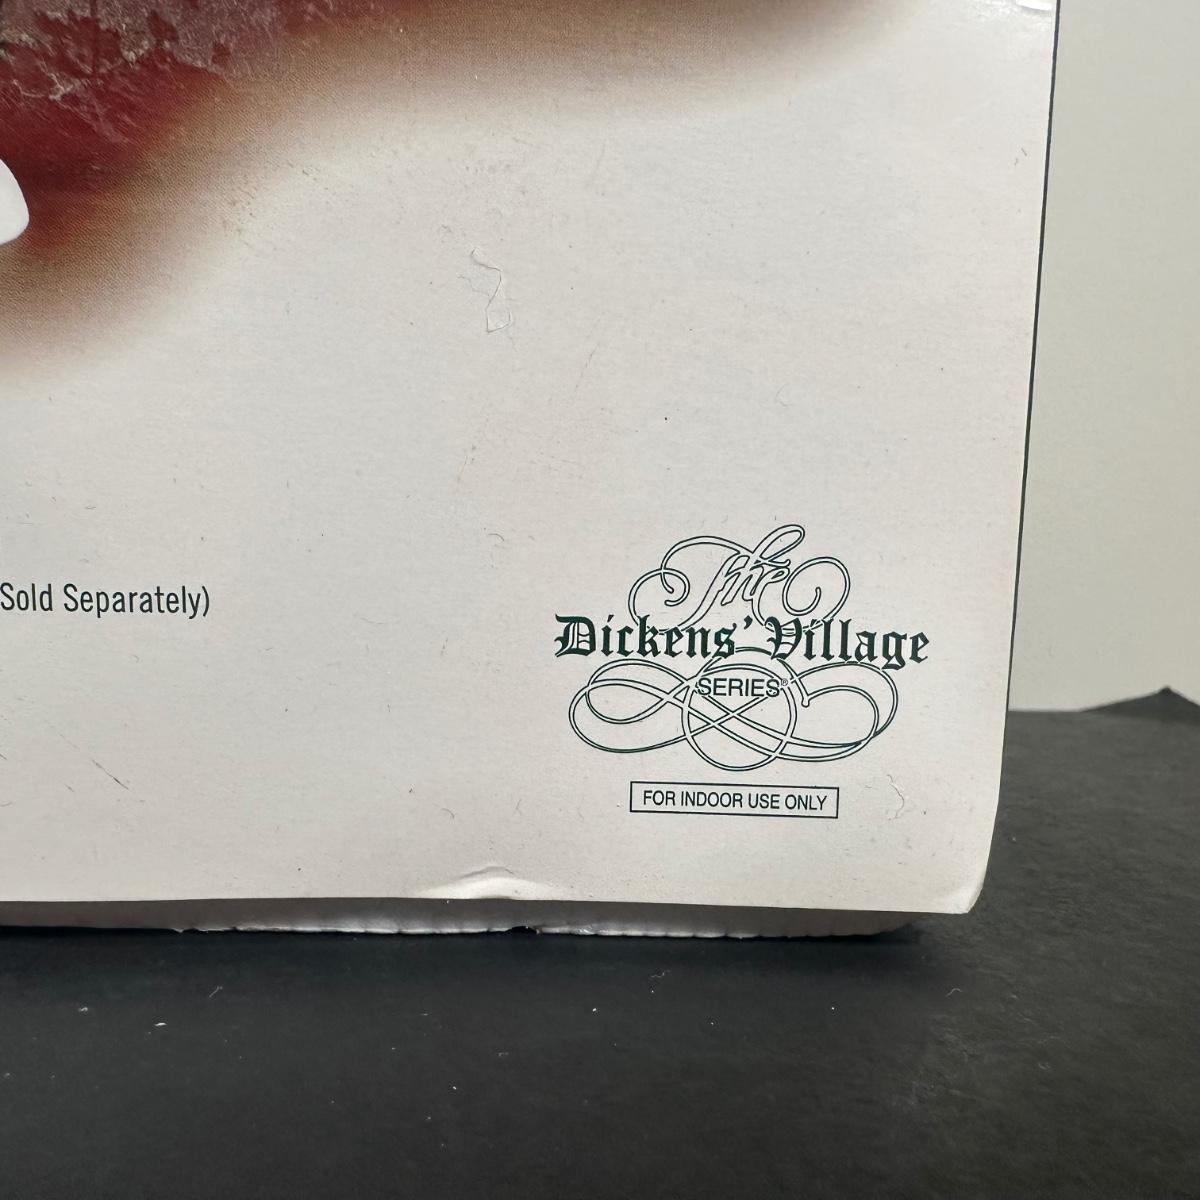 Sold Separately)
The
Dickens' Village
SERIES®
FOR INDOOR USE ONLY